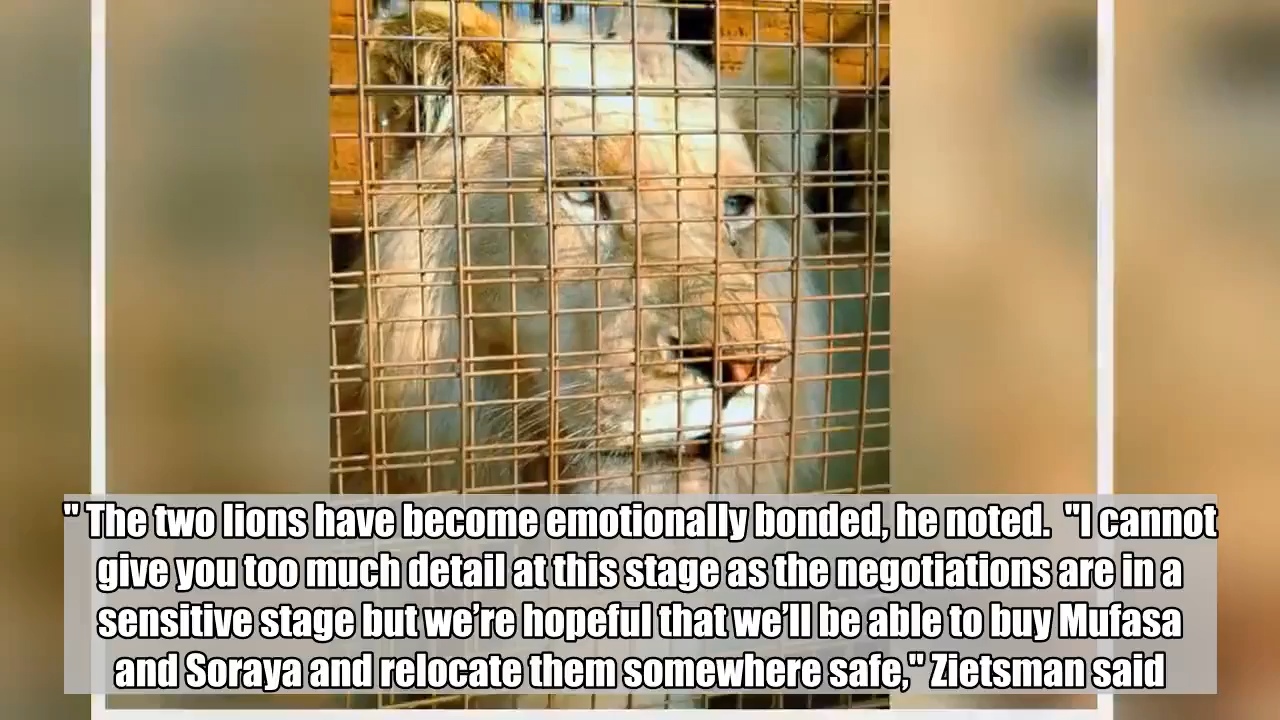 " The two lions have become emotionally bonded, he noted.  "I cannot
give you too much detail at this stage as the negotiations are in a
sensitive stage but we’re hopeful that we’ll be able to buy Mufasa
and Soraya and relocate them somewhere safe," Zietsman said